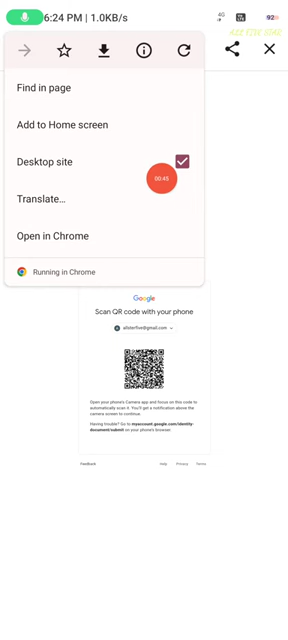 6:24 PM | 1.0KB/s
4G
92
Find in page
Add to Home screen
Desktop site
00:45
Translate...
Open in Chrome
Running in Chrome
Google
Scan QR code with your phone
alisterfive@gmail.com
Open your phone's Camera app and focus on this code to
automatically scan it. You'll get a notification above the
camera screen to continue.
Having trouble? Go to myaccount.google.com/identity-
document/submit on your phone's browser.
Feedback
Help
Privacy
Terms